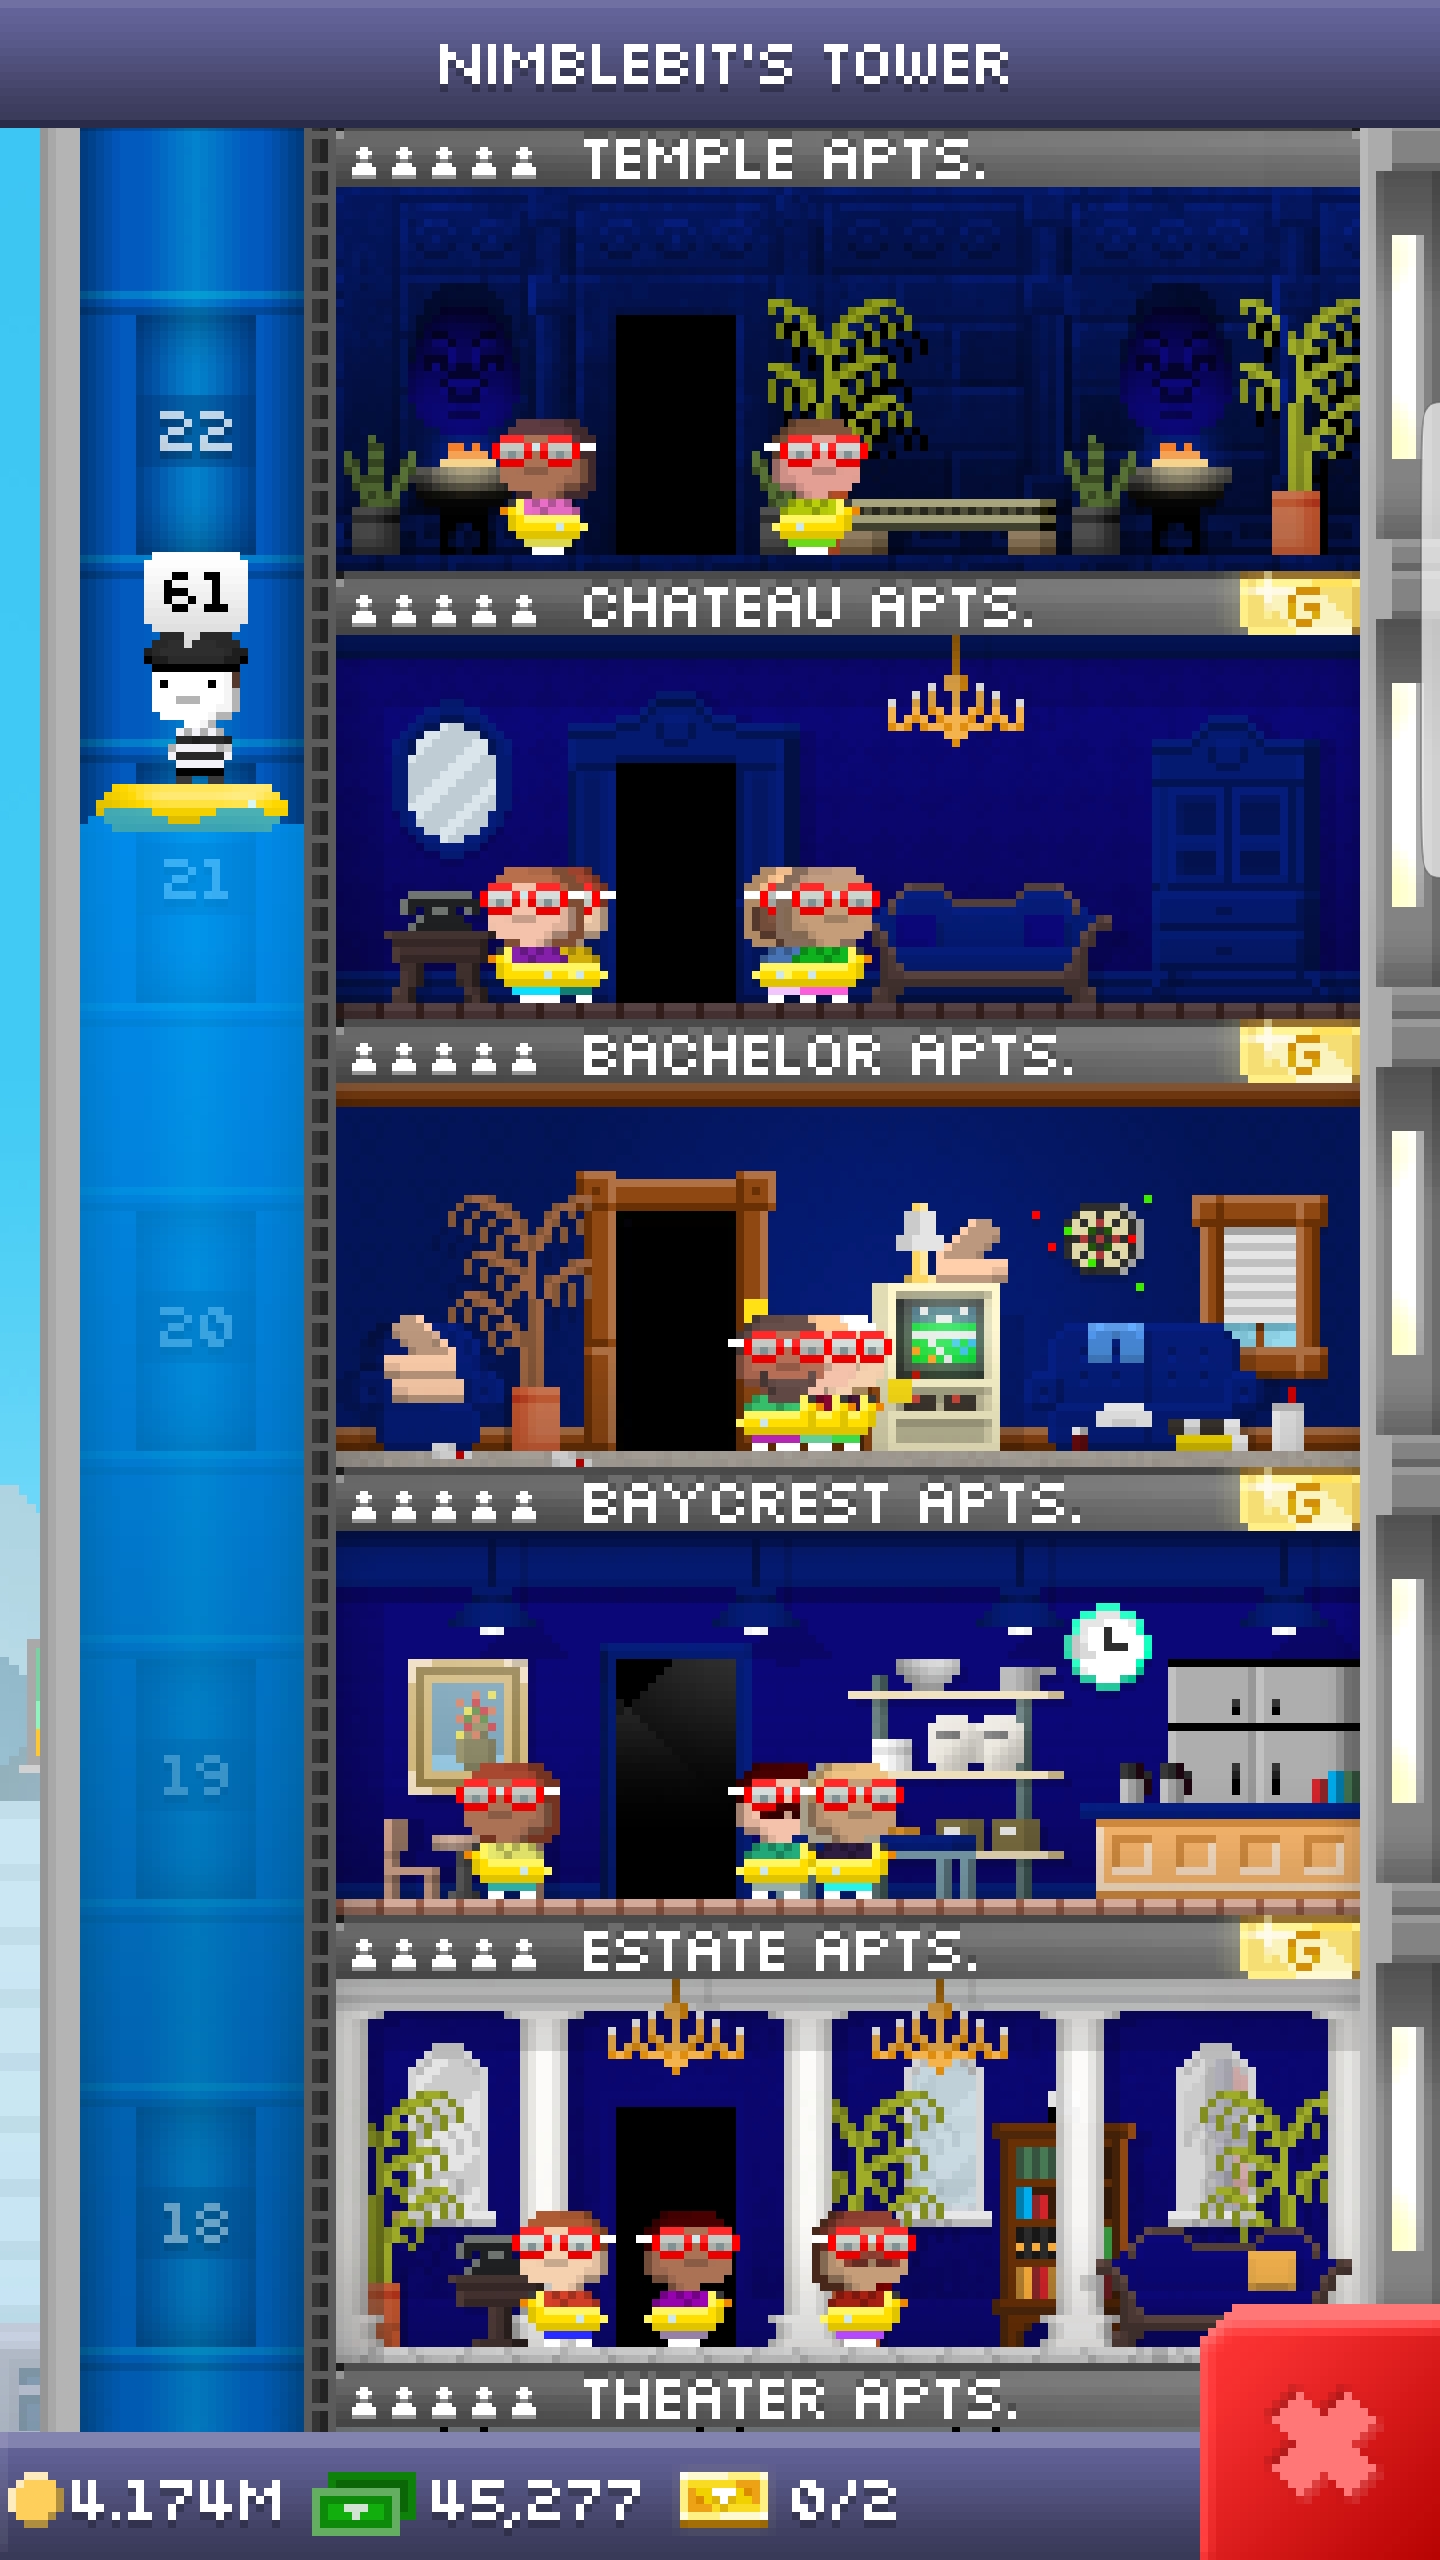 NIMBLEBIT'S TOWER
TEMPLE APTS.
22
61
CHATEAU APTS.
G
21
BACHELOR APTS.
G
20
BAYCREST APTS.
G
19
ESTATE APTS.
G
18
THEATER APTS.
4.174M 45,277 0/2